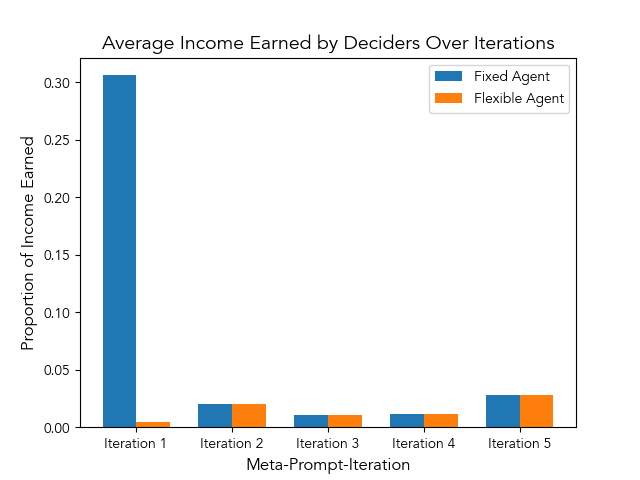 Average Income Earned by Deciders Over Iterations
Fixed Agent
Flexible Agent
Proportion of Income Earned
0.30
0.25
0.20
0.15
0.10
0.05
0.00
Iteration 1 Iteration 2 Iteration 3 Iteration 4 Iteration 5
Meta-Prompt-Iteration